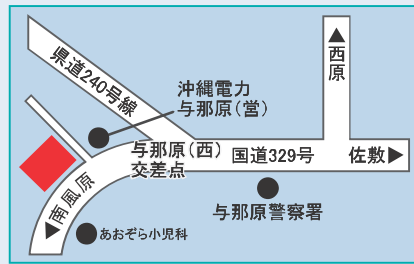 県道240号線
▲西原
沖縄電力
与那原(営)
与那原(西)
交差点
国道329号
佐敷▶
▲南風原
与那原警察署
あおぞら小児科